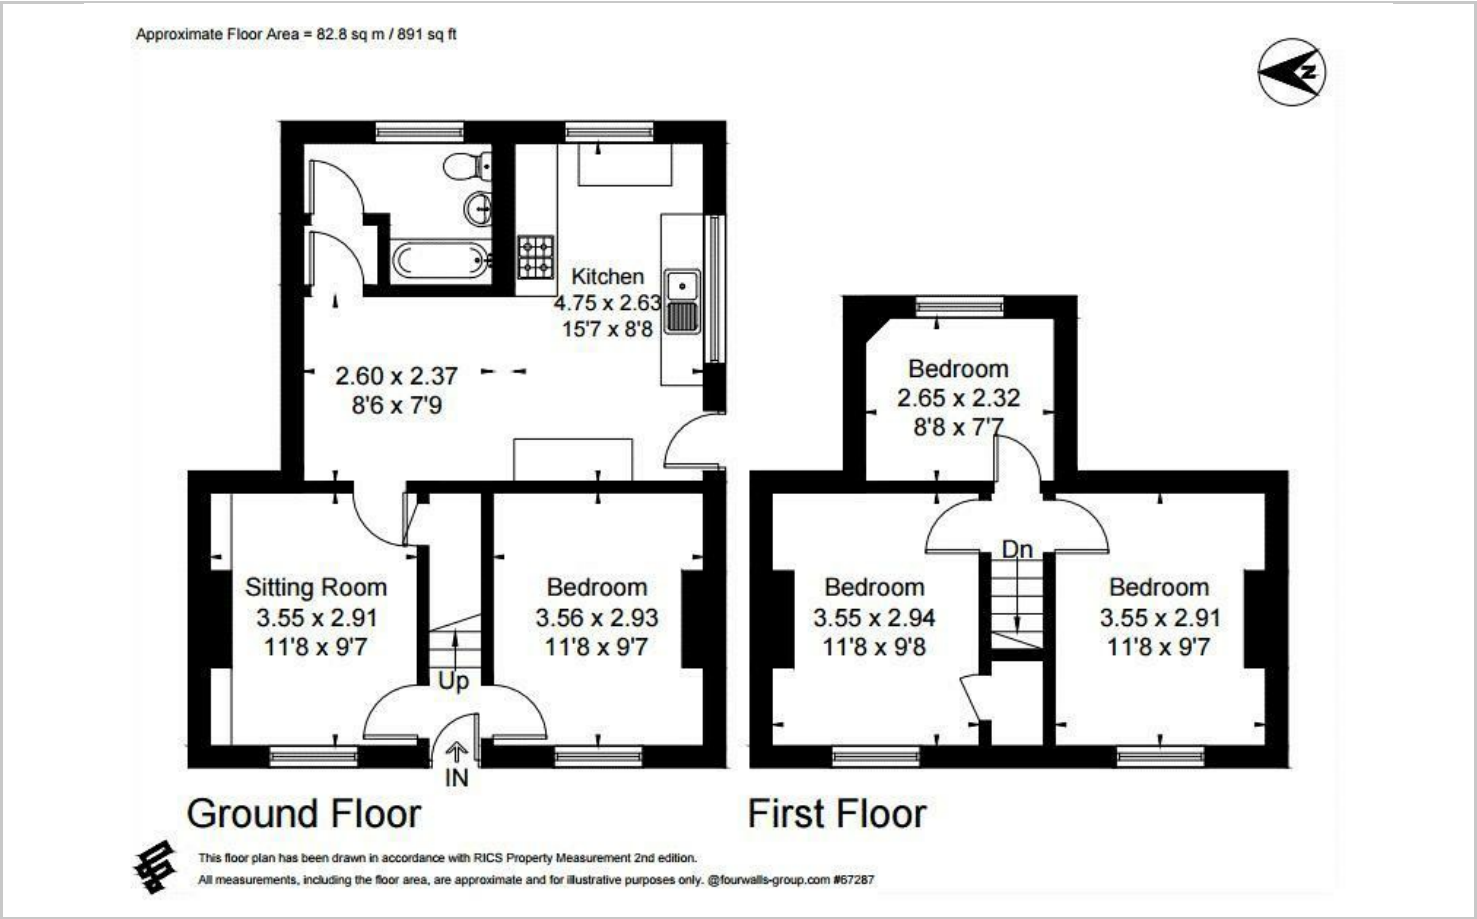 Approximate Floor Area = 82.8 sq m / 891 sq ft
N
Kitchen
4.75 x 2.63
15'7 x 8'8
2.60 x 2.37
8'6 x 7'9
Bedroom
2.65 x 2.32
8'8 x 7'7
Sitting Room
3.55 x 2.91
11'8 x 9'7
Up
IN
Bedroom
3.56 x 2.93
11'8 x 9'7
Bedroom
3.55 x 2.94
11'8 x 9'8
Dn
Bedroom
3.55 x 2.91
11'8 x 9'7
Ground Floor
First Floor
This floor plan has been drawn in accordance with RICS Property Measurement 2nd edition.
All measurements, including the floor area, are approximate and for illustrative purposes only. @fourwalls-group.com #67287